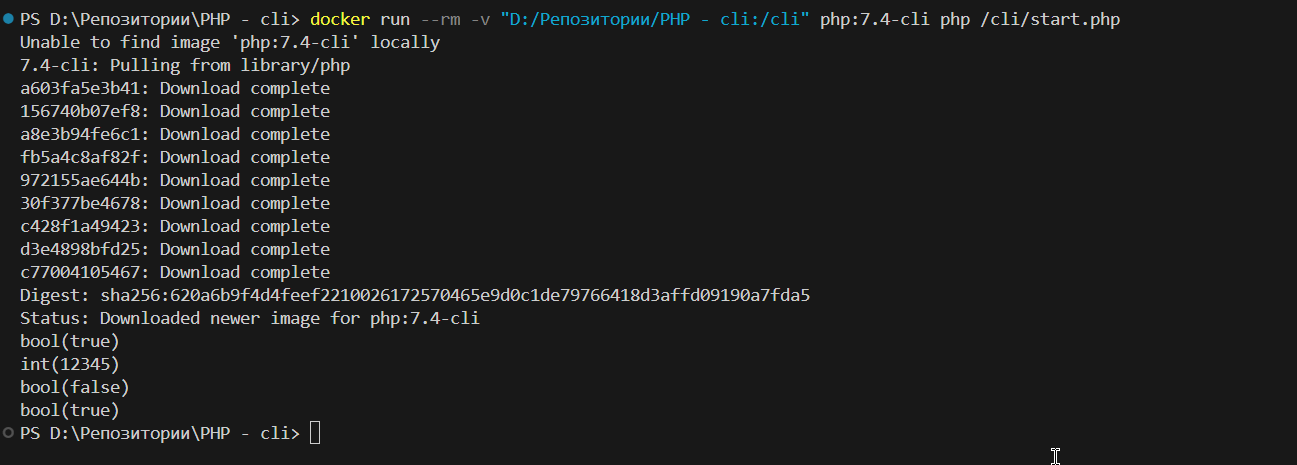 PS D:\Репозитории\PHP - cli> docker run --rm -v "D:/Репозитории/PHP - cli:/cli" php:7.4-cli php /cli/start.php
Unable to find image 'php:7.4-cli' locally
7.4-cli: Pulling from library/php
a603fa5e3b41: Download complete
156740b07ef8: Download complete
a8e3b94fe6c1: Download complete
fb5a4c8af82f: Download complete
972155ae644b: Download complete
30f377be4678: Download complete
c428f1a49423: Download complete
d3e4898bfd25: Download complete
c77004105467: Download complete
Digest: sha256:620a6b9f4d4feef2210026172570465e9d0c1de79766418d3affd09190a7fda5
Status: Downloaded newer image for php:7.4-cli
bool(true)
int(12345)
bool(false)
bool(true)
PS D:\Репозитории\PHP - cli>